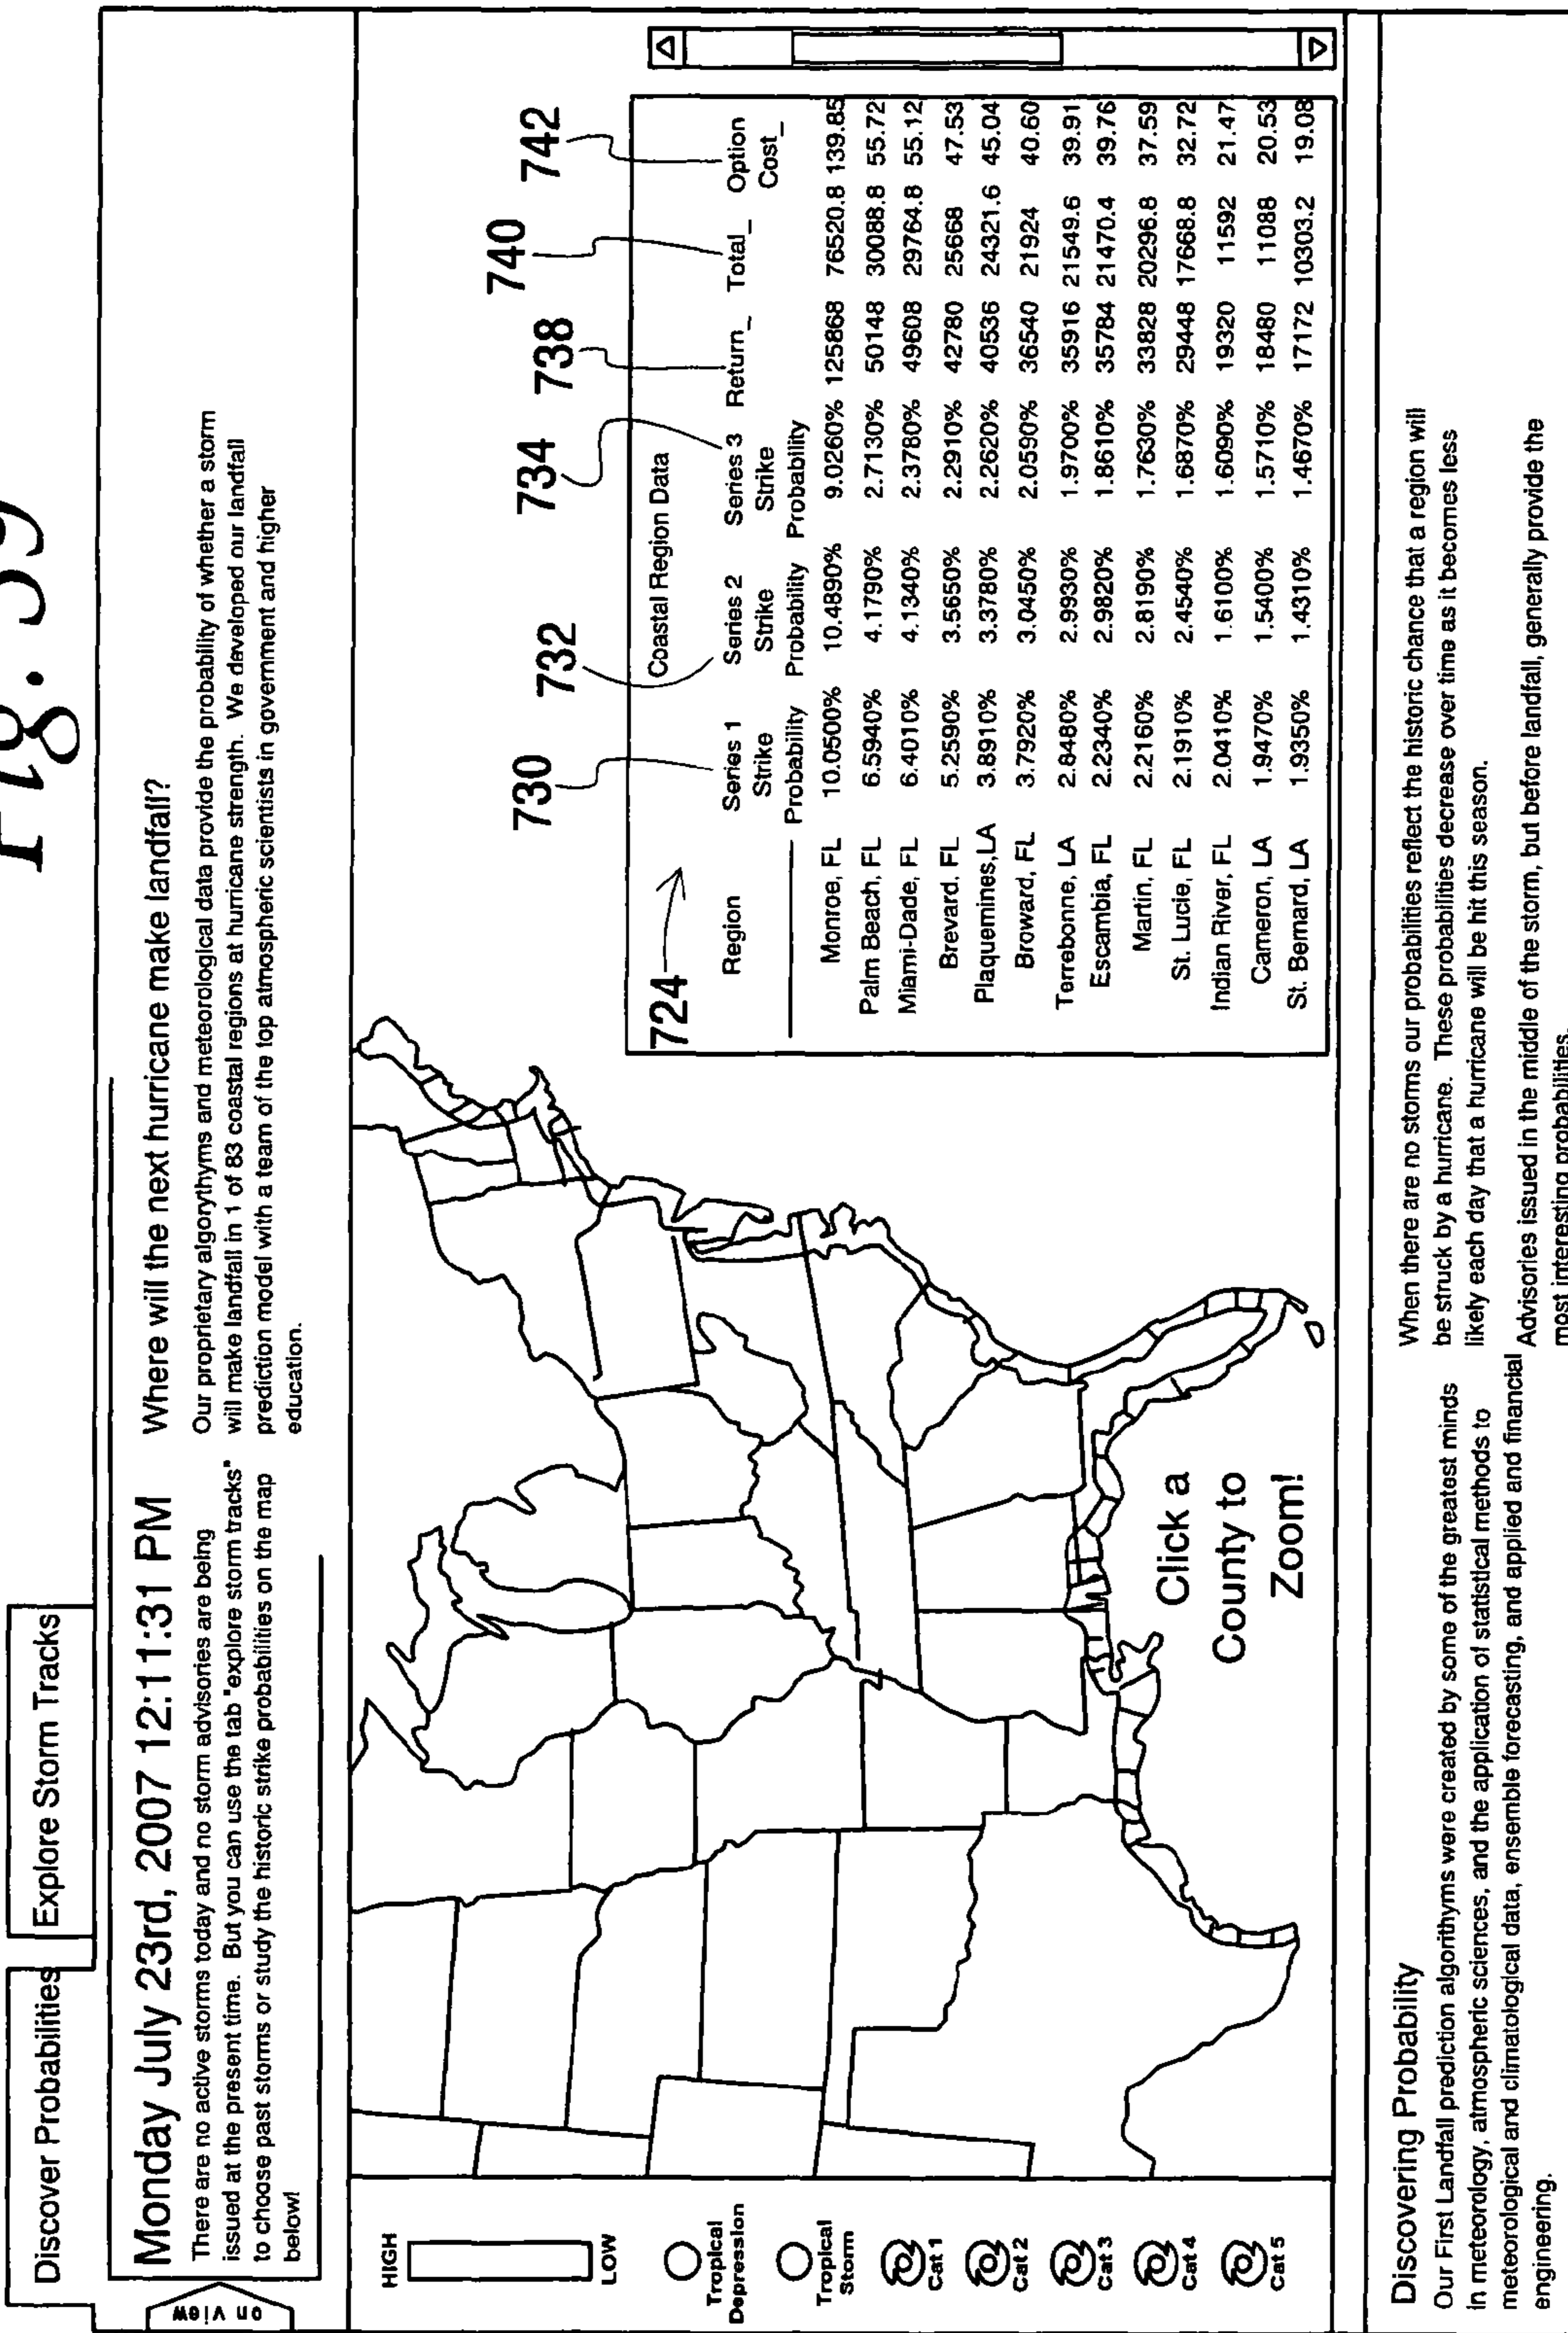 Fig. 39
Discover Probabilities
Explore Storm Tracks
on view
Monday July 23rd, 2007 12:11:31 PM
There are no active storms today and no storm advisories are being
issued at the present time. But you can use the tab "explore storm tracks"
to choose past storms or study the historic strike probabilities on the map
below!
Where will the next hurricane make landfall?
Our proprietary algorythyms and meteorological data provide the probability of whether a storm
will make landfall in 1 of 83 coastal regions at hurricane strength. We developed our landfall
prediction model with a team of the top atmospheric scientists in government and higher
education.
HIGH
LOW
Tropical
Depression
Tropical
Storm
Cat 1
Cat 2
Cat 3
Cat 4
Cat 5
Click a
County to
Zoom!
724
730
732
734
738
740
742
Coastal Region Data
Region
Series 1
Strike
Probability
Series 2
Strike
Probability
Series 3
Strike
Probability
Return_
Total_
Option
Cost_
Monroe, FL 10.0500% 10.4890% 9.0260% 125868 76520.8 139.85
Palm Beach, FL 6.5940% 4.1790% 2.7130% 50148 30088.8 55.72
Miami-Dade, FL 6.4010% 4.1340% 2.3780% 49608 29764.8 55.12
Brevard. FL 5.2590% 3.5650% 2.2910% 42780 25668 47.53
Plaquemines,LA 3.8910% 3.3780% 2.2620% 40536 24321.6 45.04
Broward, FL 3.7920% 3.0450% 2.0590% 36540 21924 40.60
Terrebonne, LA 2.8480% 2.9930% 1.9700% 35916 21549.6 39.91
Escambia, FL 2.2340% 2.9820% 1.8610% 35784 21470.4 39.76
Martin, FL 2.2160% 2.8190% 1.7630% 33828 20296.8 37.59
St. Lucie, FL 2.1910% 2.4540% 1.6870% 29448 17668.8 32.72
Indian River, FL 2.0410% 1.6100% 1.6090% 19320 11592 21.47
Cameron, LA 1.9470% 1.5400% 1.5710% 18480 11088 20.53
St. Bernard, LA 1.9350% 1.4310% 1.4670% 17172 10303.2 19.08
Discovering Probability
Our First Landfall prediction algorithyms were created by some of the greatest minds
in meteorology, atmospheric sciences, and the application of statistical methods to
meteorological and climatological data, ensemble forecasting, and applied and financial
engineering.
When there are no storms our probabilities reflect the historic chance that a region will
be struck by a hurricane. These probabilities decrease over time as it becomes less
likely each day that a hurricane will be hit this season.
Advisories issued in the middle of the storm, but before landfall, generally provide the
most interesting probabilities.